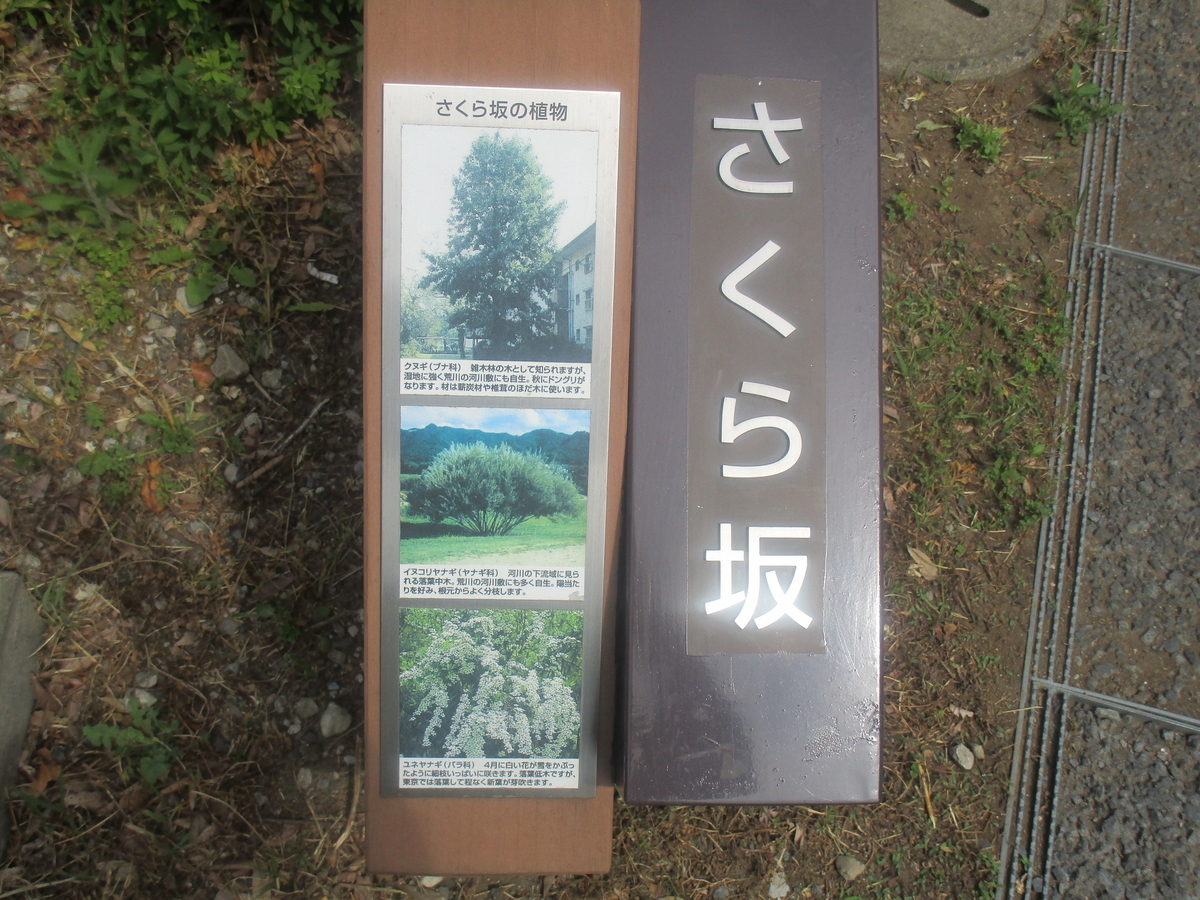 さくら坂の植物
クヌギ(ブナ科) 雑木林の木として知られますが、
湿地に強く荒川の河川敷にも自生。秋にドングリが
なります。材は薪炭材や椎茸のほだ木に使います。
イヌコリヤナギ(ヤナギ科) 河川の下流域に見ら
れる落葉中木。荒川の河川敷にも多く自生。陽当た
りを好み、根元からよく分枝します。
ユネヤナギ(バラ科) 4月に白い花が雪をかぶっ
たように細枝いっぱいに咲きます。落葉低木ですが、
東京では落葉して程なく新葉が芽吹きます。
さくら坂